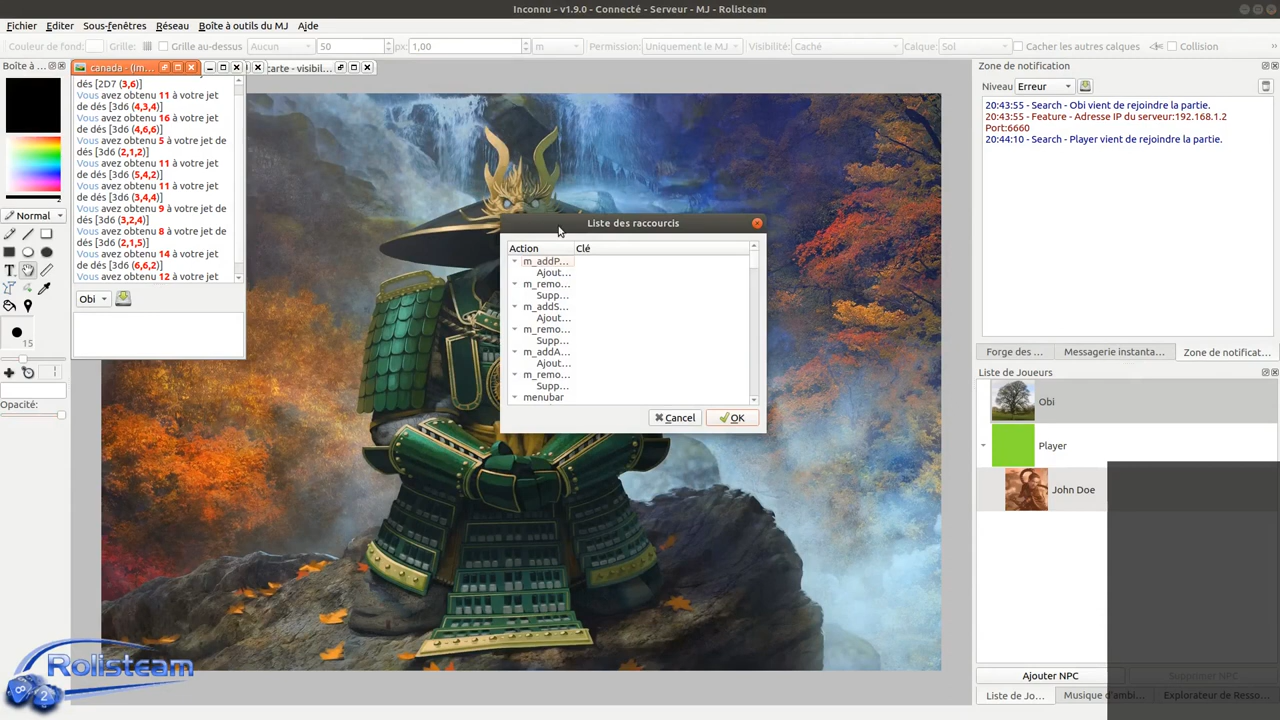 Inconnu - v1.9.0 - Connecté - Serveur - MJ - Rolisteam
Fichier Editer Sous-fenêtres Réseau Boîte à outils du MJ Aide
Couleur de fond: Grille: Grille au-dessus Aucun 50 px: 1,00 m Permission: Uniquement le MJ Visibilité: Caché Calque: Sol Cacher les autres calques Collision
Boîte à...
canada - (im...
carte - visibil...
Zone de notification
dés [2D7 (3,6)]
Vous avez obtenu 11 à votre jet
de dés [3d6 (4,3,4)]
Vous avez obtenu 16 à votre jet
de dés [3d6 (4,6,6)]
Vous avez obtenu 5 à votre jet
de dés [3d6 (2,1,2)]
Vous avez obtenu 11 à votre jet
de dés [3d6 (5,4,2)]
Vous avez obtenu 11 à votre jet
de dés [3d6 (3,4,4)]
Vous avez obtenu 9 à votre jet
de dés [3d6 (3,2,4)]
Vous avez obtenu 8 à votre jet de
dés [3d6 (2,1,5)]
Vous avez obtenu 14 à votre jet
de dés [3d6 (6,6,2)]
Vous avez obtenu 12 à votre jet
Obi
Normal
15
Opacité:
Liste des raccourcis
Action Clé
m_addP...
Ajout...
m_remo...
Supp...
m_addS...
Ajout...
m_remo...
Supp...
m_addA...
Ajout...
m_remo...
Supp...
menubar
Cancel OK
Niveau Erreur
20:43:55 - Search - Obi vient de rejoindre la partie.
20:43:55 - Feature - Adresse IP du serveur:192.168.1.2
Port:6660
20:44:10 - Search - Player vient de rejoindre la partie.
Forge des ... Messagerie instanta... Zone de notificat...
Liste de Joueurs
Obi
Player
John Doe
Ajouter NPC Supprimer NPC
Liste de Jo... Musique d'ambi... Explorateur de Resso...
Rolisteam
8 2